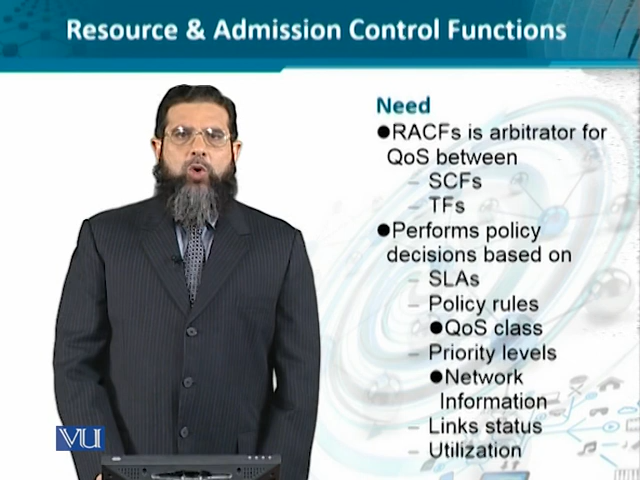 Resource & Admission Control Functions
Need
●RACFs is arbitrator for
QoS between
– SCFs
– TFs
●Performs policy
decisions based on
– SLAs
– Policy rules
●QoS class
– Priority levels
●Network
Information
– Links status
– Utilization
VU